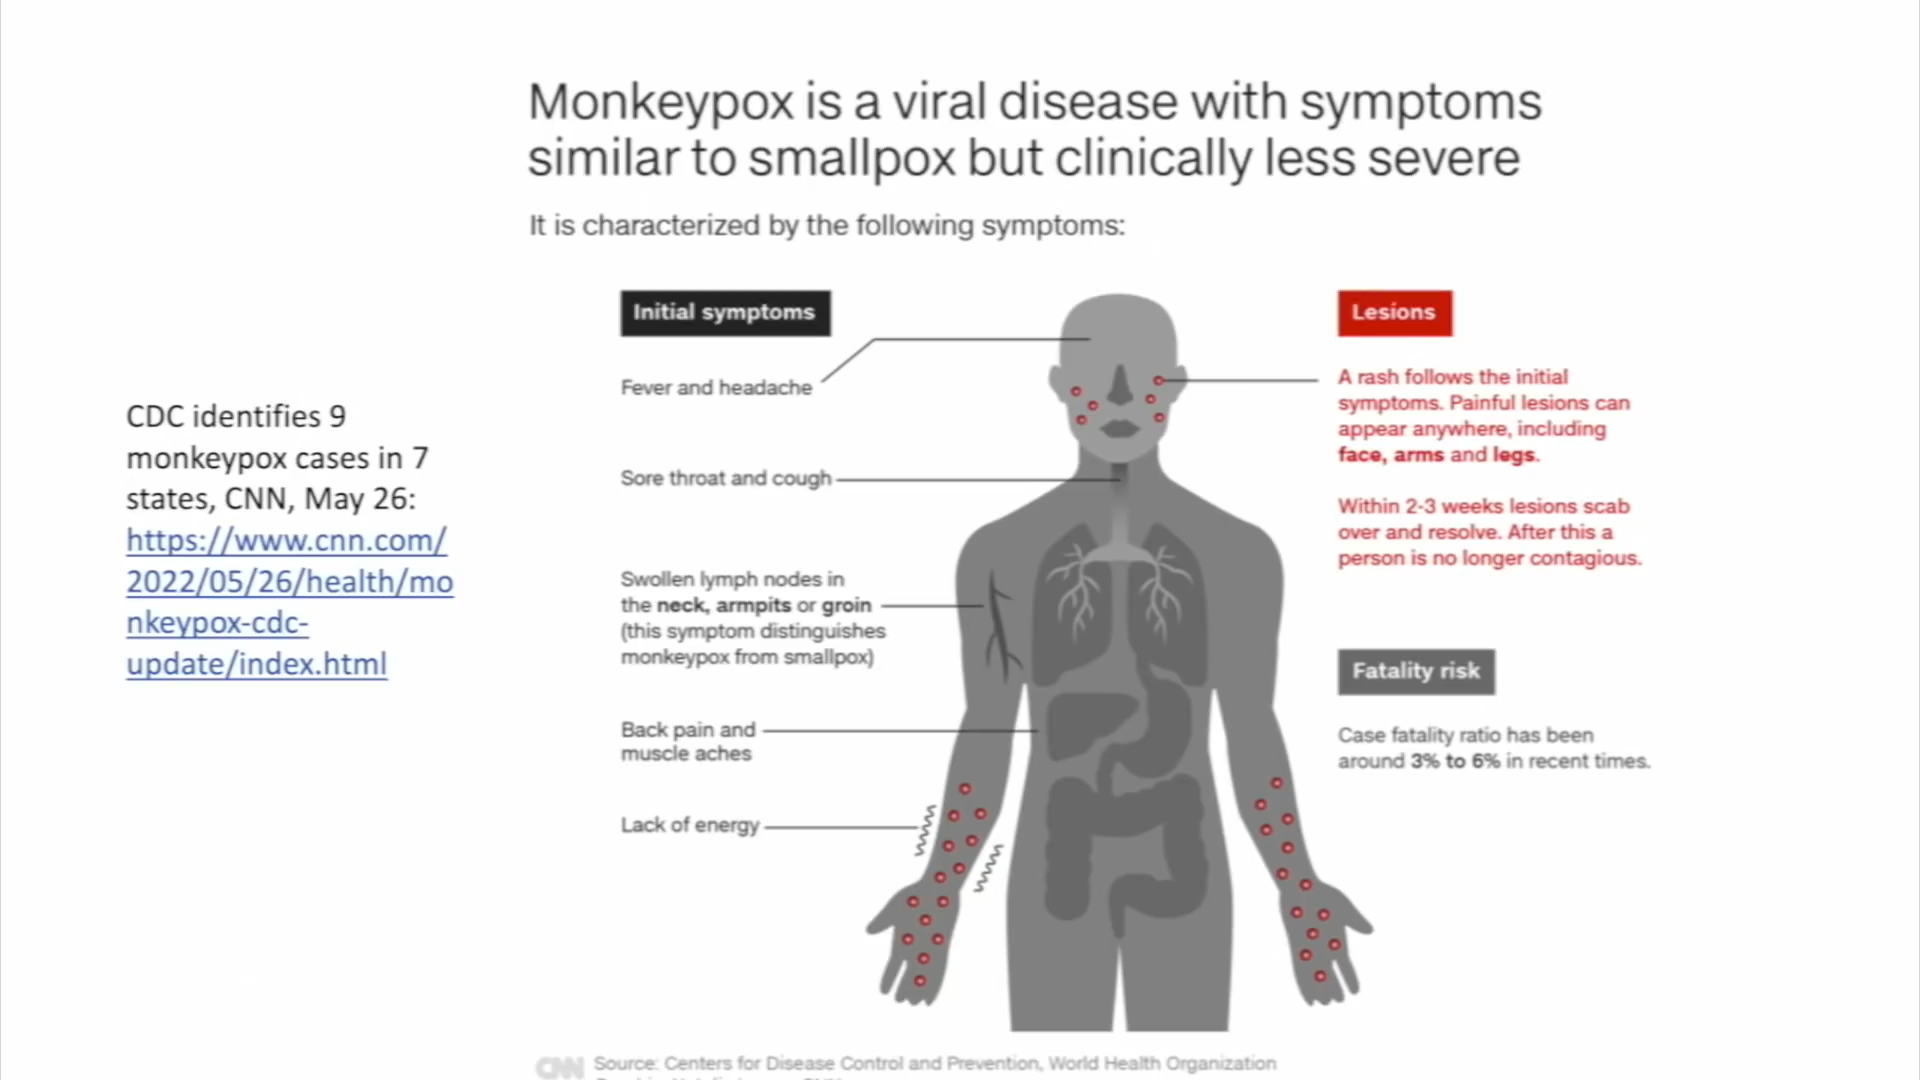 Monkeypox is a viral disease with symptoms
similar to smallpox but clinically less severe
It is characterized by the following symptoms:
CDC identifies 9
monkeypox cases in 7
states, CNN, May 26:
https://www.cnn.com/
2022/05/26/health/mo
nkeypox-cdc-
update/index.html
Initial symptoms
Fever and headache
Sore throat and cough
Swollen lymph nodes in
the neck, armpits or groin
(this symptom distinguishes
monkeypox from smallpox)
Back pain and
muscle aches
Lack of energy
Lesions
A rash follows the initial
symptoms. Painful lesions can
appear anywhere, including
face, arms and legs.
Within 2-3 weeks lesions scab
over and resolve. After this a
person is no longer contagious.
Fatality risk
Case fatality ratio has been
around 3% to 6% in recent times.
CNN
Source: Centers for Disease Control and Prevention, World Health Organization